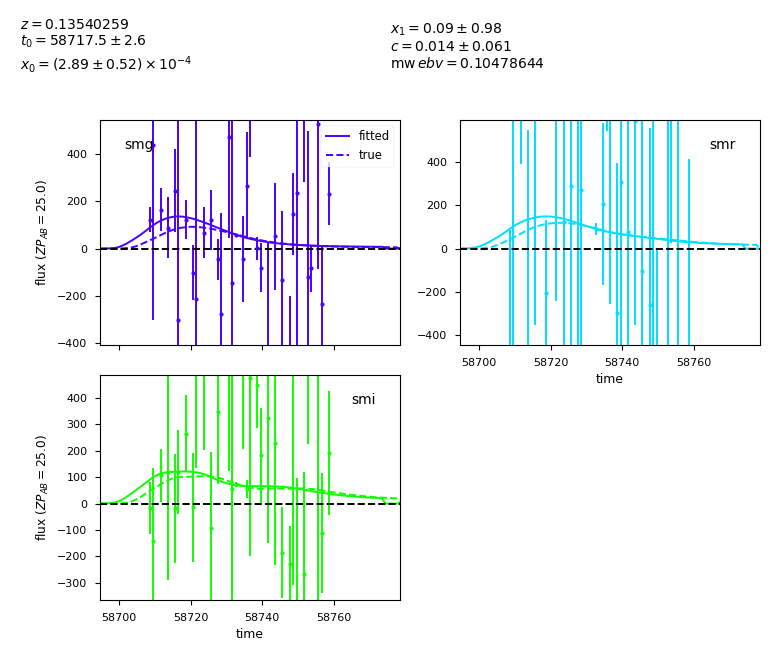 z = 0.13540259
t₀ = 58717.5 ± 2.6
x₀ = (2.89 ± 0.52) × 10⁻⁴
x₁ = 0.09 ± 0.98
c = 0.014 ± 0.061
mw ebv = 0.10478644
smg
fitted
true
400
200
0
−200
−400
flux (ZP_AB = 25.0)
smr
400
200
0
−200
−400
58700 58720 58740 58760
time
smi
400
300
200
100
0
−100
−200
−300
flux (ZP_AB = 25.0)
58700 58720 58740 58760
time